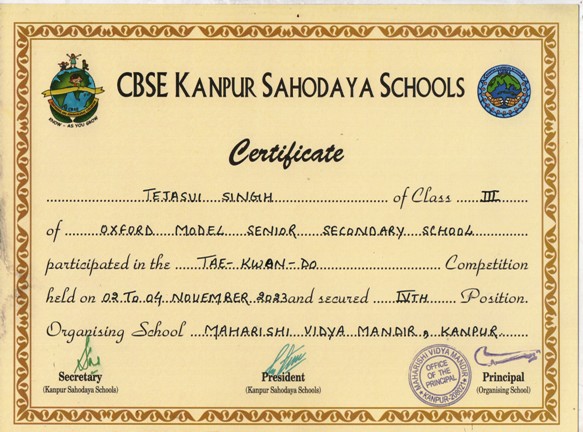 CBSE KANPUR SAHODAYA SCHOOLS
KNOW - AS YOU GROW
Certificate
TEJASVI SINGH of Class III
of OXFORD MODEL SENIOR SECONDARY SCHOOL
participated in the TAE-KWAN-DO Competition
held on 02 TO 04 NOVEMBER 2023 and secured IVTH Position.
Organising School MAHARISHI VIDYA MANDIR, KANPUR
Secretary
(Kanpur Sahodaya Schools)
President
(Kanpur Sahodaya Schools)
MAHARISHI VIDYA MANDIR
OFFICE
OF THE
PRINCIPAL
Principal
(Organising School)